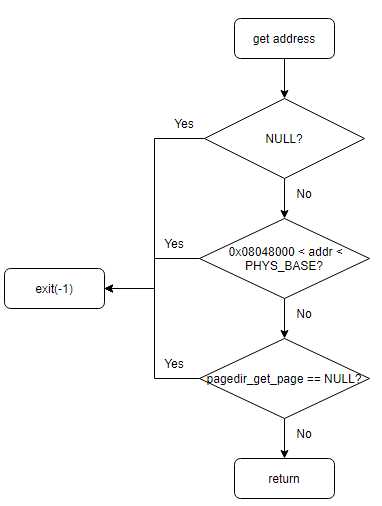 get address
Yes
NULL?
No
Yes
0x08048000 < addr <
PHYS_BASE?
exit(-1)
No
Yes
pagedir_get_page == NULL?
No
return